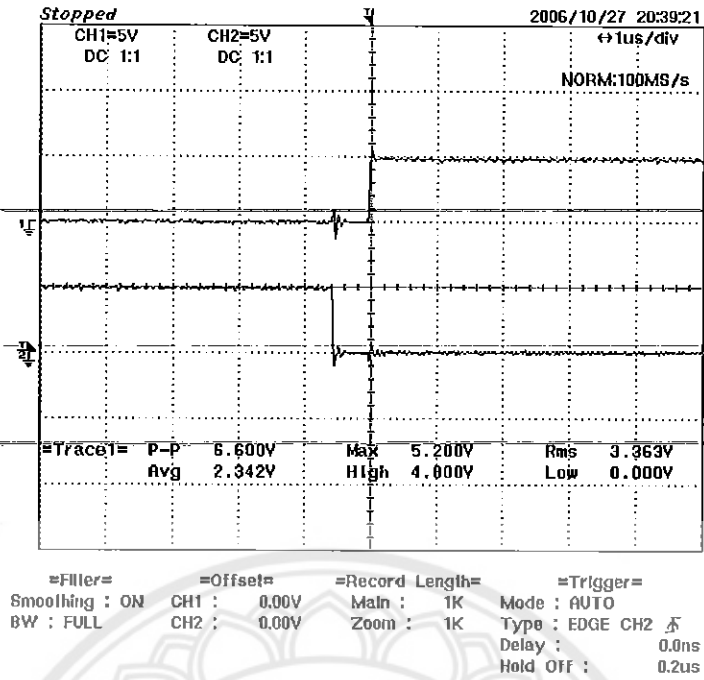 Stopped 2006/10/27 20:39:21
CH1=5V CH2=5V ↔1us/div
DC 1:1 DC 1:1
NORM:100MS/s
T
1
T
2
=Trace1= P-P 6.600V Max 5.200V Rms 3.363V
Avg 2.342V High 4.000V Low 0.000V
=Filter= =Offset= =Record Length= =Trigger=
Smoothing : ON CH1 : 0.00V Main : 1K Mode : AUTO
BW : FULL CH2 : 0.00V Zoom : 1K Type : EDGE CH2
Delay : 0.0ns
Hold Off : 0.2us